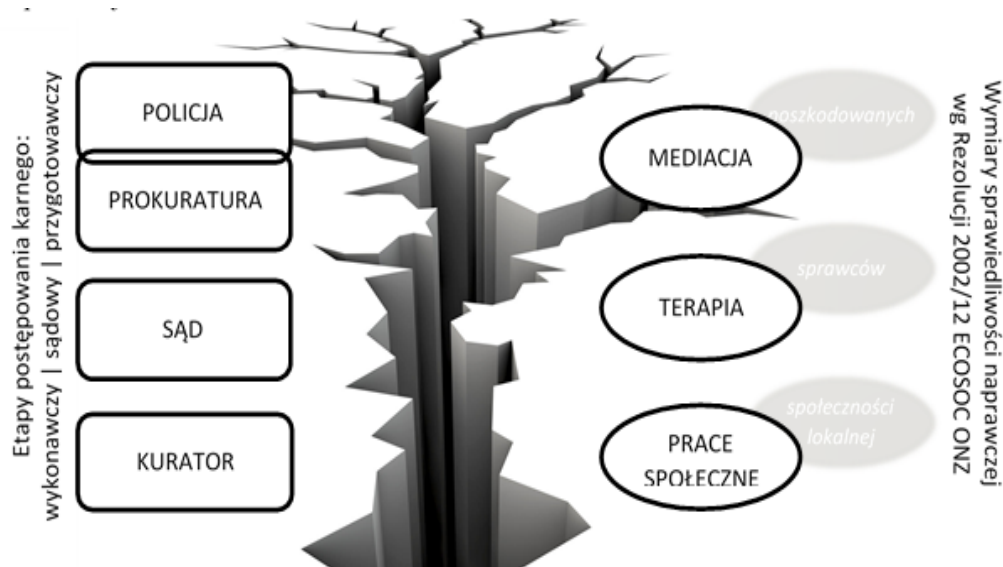 Etapy postępowania karnego:
wykonawczy | sądowy | przygotowawczy
POLICJA
PROKURATURA
SĄD
KURATOR
poszkodowanych
MEDIACJA
sprawców
TERAPIA
społeczności
lokalnej
PRACE
SPOŁECZNE
Wymiary sprawiedliwości naprawczej
wg Rezolucji 2002/12 ECOSOC ONZ